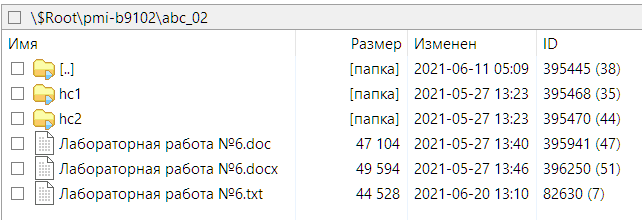 \$Root\pmi-b9102\abc_02
Имя Размер Изменен ID
[..] [папка] 2021-06-11 05:09 395445 (38)
hc1 [папка] 2021-05-27 13:23 395468 (35)
hc2 [папка] 2021-05-27 13:23 395470 (44)
Лабораторная работа №6.doc 47 104 2021-05-27 13:40 395941 (47)
Лабораторная работа №6.docx 49 594 2021-05-27 13:46 396250 (51)
Лабораторная работа №6.txt 44 528 2021-06-20 13:10 82630 (7)